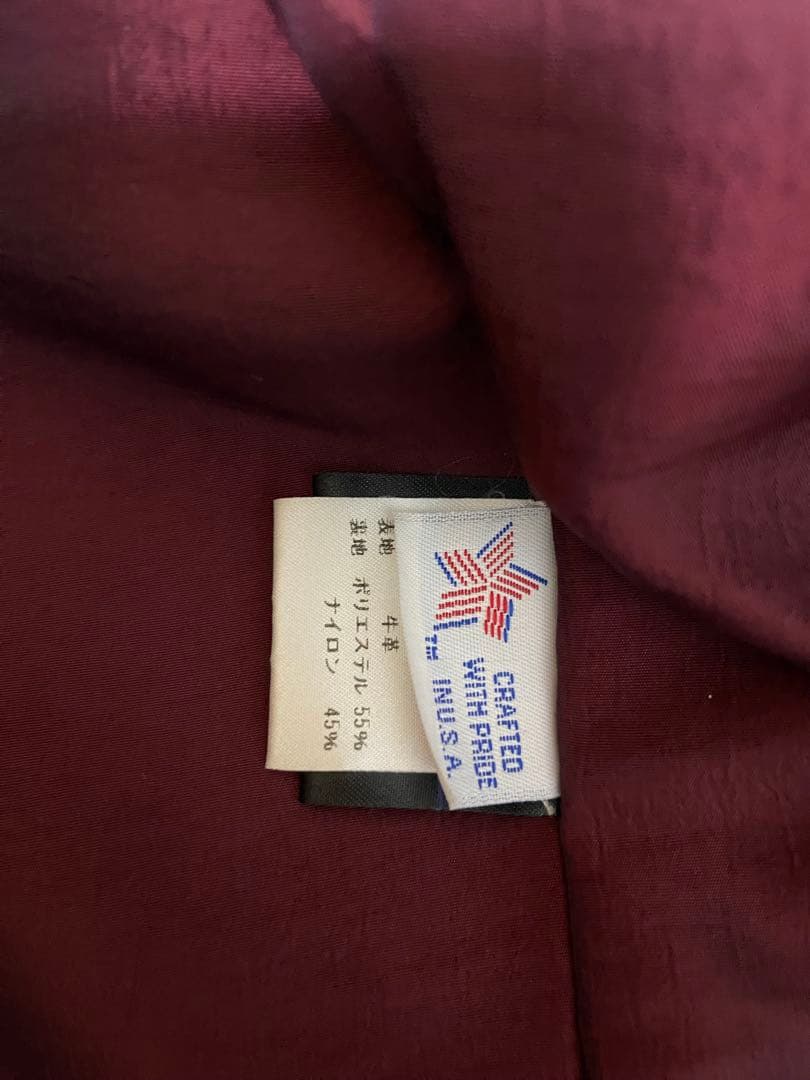 表地 牛革
裏地 ポリエステル 55%
ナイロン 45%
CRAFTED
WITH PRIDE
IN U.S.A.
TM